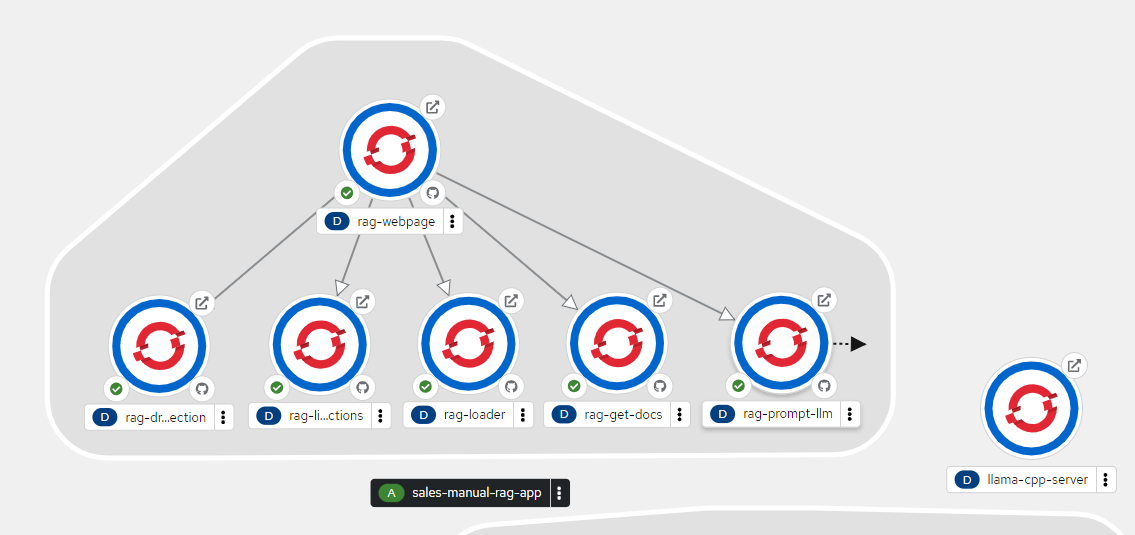 D rag-webpage
D rag-dr...ection
D rag-li...ctions
D rag-loader
D rag-get-docs
D rag-prompt-llm
D llama-cpp-server
A sales-manual-rag-app